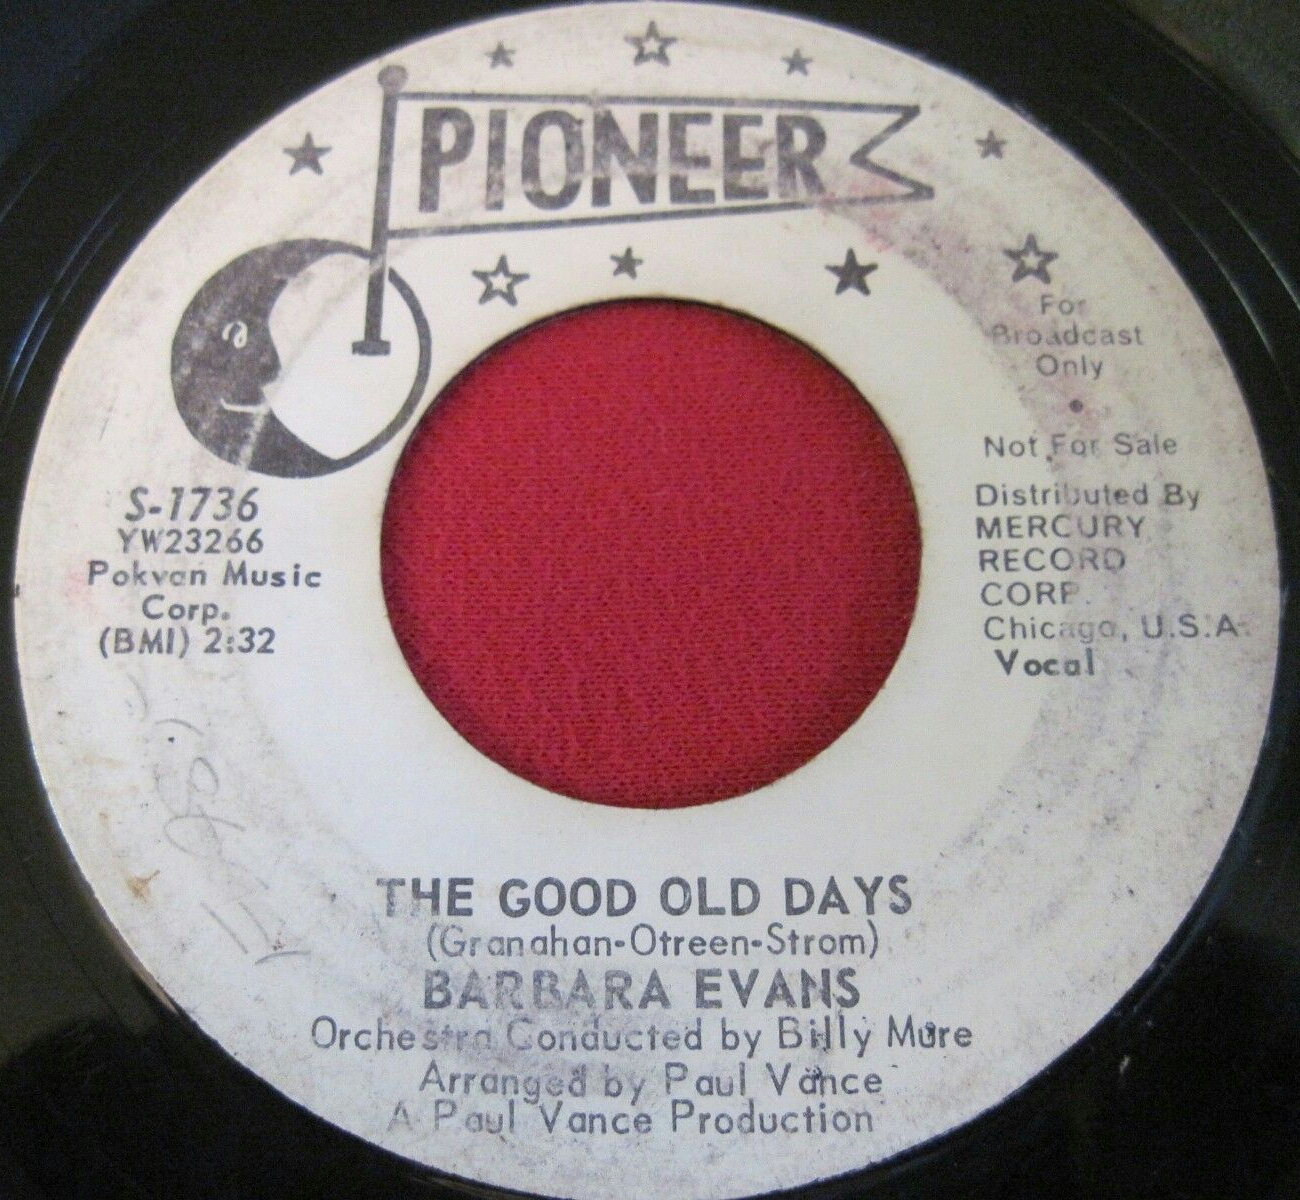 PIONEER
For
Broadcast
Only
•
Not For Sale
Distributed By
MERCURY
RECORD
CORP.
Chicago, U.S.A.
Vocal
S-1736
YW23266
Pokvan Music
Corp.
(BMI) 2:32
THE GOOD OLD DAYS
(Granahan-Otreen-Strom)
BARBARA EVANS
Orchestra Conducted by Billy Mure
Arranged by Paul Vance
A Paul Vance Production